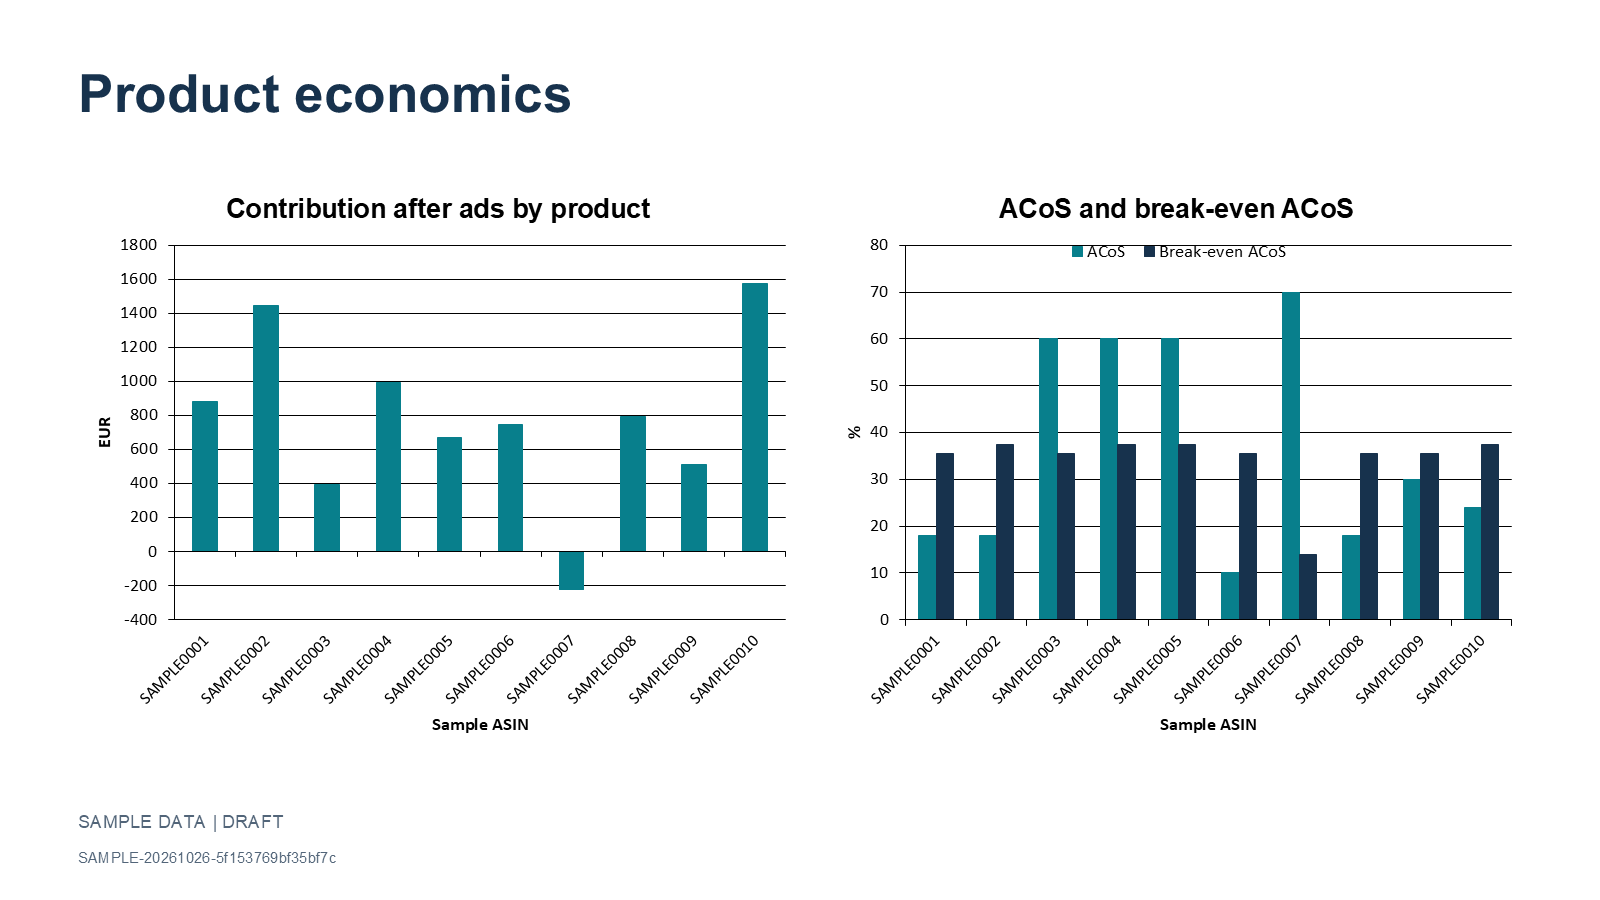 Product economics
Contribution after ads by product
1800
1600
1400
1200
1000
800
600
400
200
0
-200
-400
EUR
SAMPLE0001
SAMPLE0002
SAMPLE0003
SAMPLE0004
SAMPLE0005
SAMPLE0006
SAMPLE0007
SAMPLE0008
SAMPLE0009
SAMPLE0010
Sample ASIN
ACoS and break-even ACoS
ACoS
Break-even ACoS
80
70
60
50
40
30
20
10
0
%
SAMPLE0001
SAMPLE0002
SAMPLE0003
SAMPLE0004
SAMPLE0005
SAMPLE0006
SAMPLE0007
SAMPLE0008
SAMPLE0009
SAMPLE0010
Sample ASIN
SAMPLE DATA | DRAFT
SAMPLE-20261026-5f153769bf35bf7c